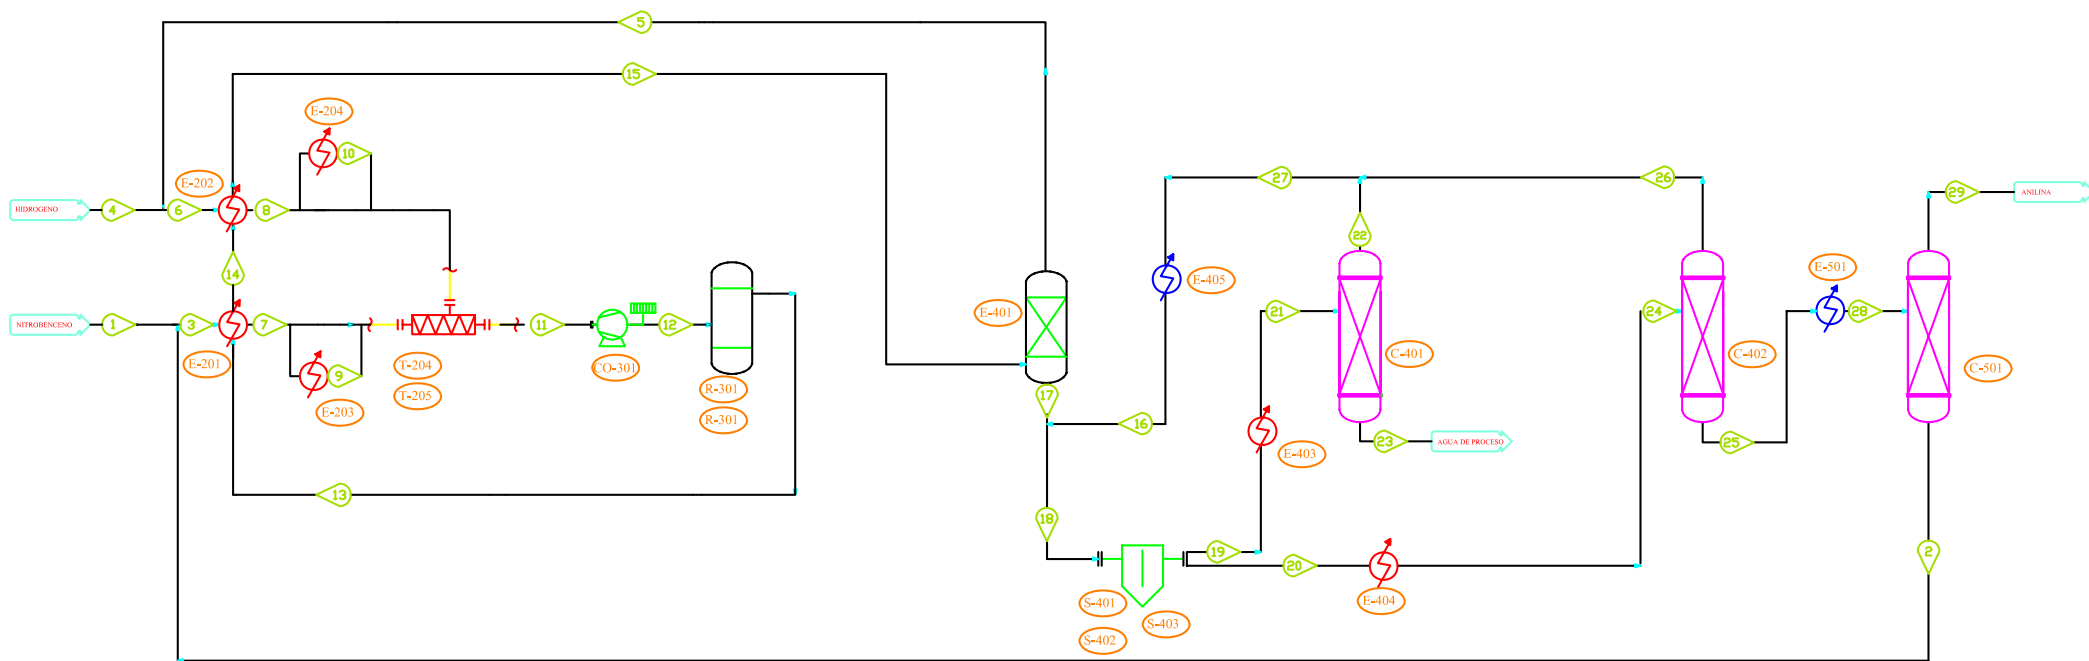 5
15
E-204
10
E-202
27
26
29
ANILINA
HIDROGENO
4
6
8
22
14
E-405
E-501
NITROBENCENO
1
3
7
11
12
E-401
21
24
28
E-201
T-204
CO-301
C-401
C-402
C-501
9
T-205
R-301
E-203
R-301
17
16
23
AGUA DE PROCESO
25
E-403
13
18
19
20
2
E-404
S-401
S-403
S-402